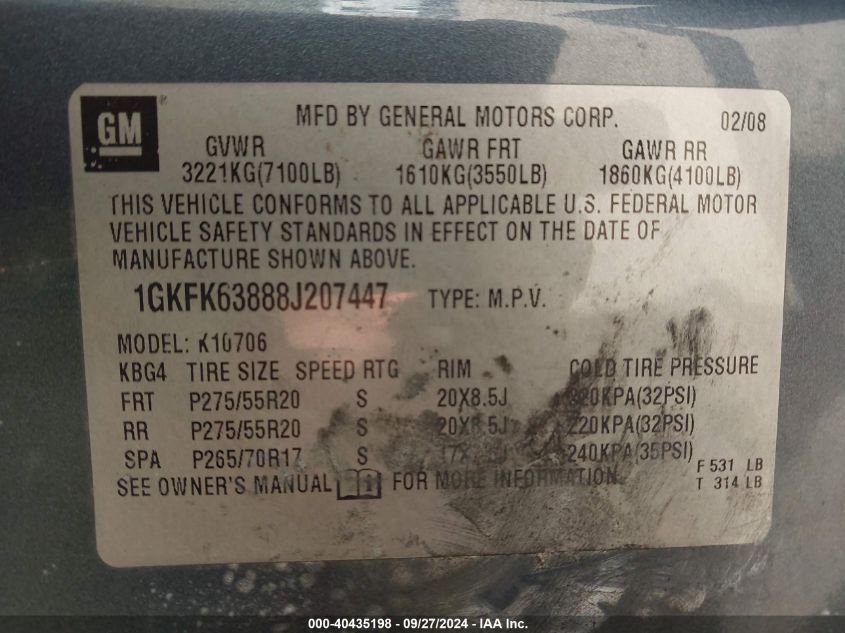 GM ® MFD BY GENERAL MOTORS CORP. 02/08
GVWR GAWR FRT GAWR RR
3221KG(7100LB) 1610KG(3550LB) 1860KG(4100LB)
THIS VEHICLE CONFORMS TO ALL APPLICABLE U.S. FEDERAL MOTOR
VEHICLE SAFETY STANDARDS IN EFFECT ON THE DATE OF
MANUFACTURE SHOWN ABOVE.
1GKFK63888J207447 TYPE: M.P.V.
MODEL: K10706
KBG4 TIRE SIZE SPEED RTG RIM COLD TIRE PRESSURE
FRT P275/55R20 S 20X8.5J 220KPA(32PSI)
RR P275/55R20 S 20X8.5J 220KPA(32PSI)
SPA P265/70R17 S 240KPA(35PSI)
F 531 LB
SEE OWNER'S MANUAL FOR MORE INFORMATION.
T 314 LB
000-40435198 - 09/27/2024 - IAA Inc.